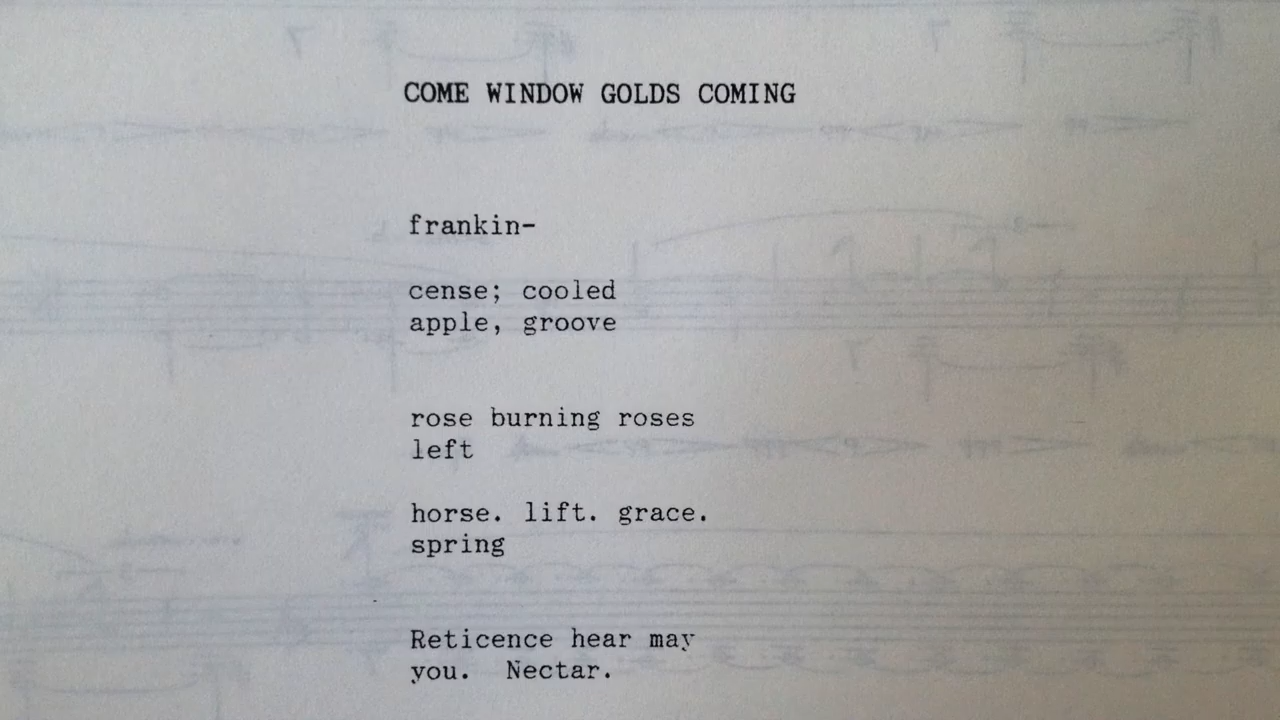 COME WINDOW GOLDS COMING
frankin-
cense; cooled
apple, groove
rose burning roses
left
horse. lift. grace.
spring
Reticence hear may
you.  Nectar.